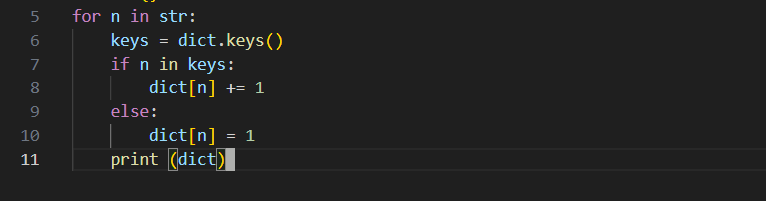 5 for n in str:
6 keys = dict.keys()
7 if n in keys:
8 dict[n] += 1
9 else:
10 dict[n] = 1
11 print (dict)